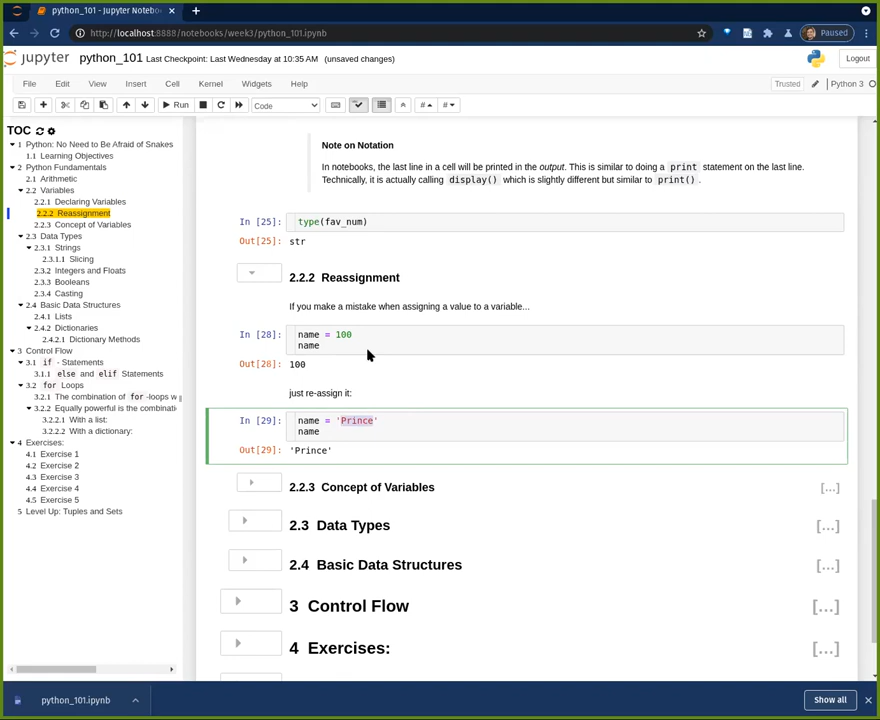 python_101 - Jupyter Notebo
http://localhost:8888/notebooks/week3/python_101.ipynb
Paused
jupyter python_101 Last Checkpoint: Last Wednesday at 10:35 AM (unsaved changes)
Logout
File Edit View Insert Cell Kernel Widgets Help
Trusted
Python 3
Run
Code
TOC
1 Python: No Need to Be Afraid of Snakes
1.1 Learning Objectives
2 Python Fundamentals
2.1 Arithmetic
2.2 Variables
2.2.1 Declaring Variables
2.2.2 Reassignment
2.2.3 Concept of Variables
2.3 Data Types
2.3.1 Strings
2.3.1.1 Slicing
2.3.2 Integers and Floats
2.3.3 Booleans
2.3.4 Casting
2.4 Basic Data Structures
2.4.1 Lists
2.4.2 Dictionaries
2.4.2.1 Dictionary Methods
3 Control Flow
3.1 if - Statements
3.1.1 else and elif Statements
3.2 for Loops
3.2.1 The combination of for -loops w
3.2.2 Equally powerful is the combinati
3.2.2.1 With a list:
3.2.2.2 With a dictionary:
4 Exercises:
4.1 Exercise 1
4.2 Exercise 2
4.3 Exercise 3
4.4 Exercise 4
4.5 Exercise 5
5 Level Up: Tuples and Sets
Note on Notation
In notebooks, the last line in a cell will be printed in the output. This is similar to doing a print statement on the last line.
Technically, it is actually calling display() which is slightly different but similar to print().
In [25]: type(fav_num)
Out[25]: str
2.2.2 Reassignment
If you make a mistake when assigning a value to a variable...
In [28]: name = 100
name
Out[28]: 100
just re-assign it:
In [29]: name = 'Prince'
name
Out[29]: 'Prince'
2.2.3 Concept of Variables
[...]
2.3 Data Types
[...]
2.4 Basic Data Structures
[...]
3 Control Flow
[...]
4 Exercises:
[...]
python_101.ipynb
Show all